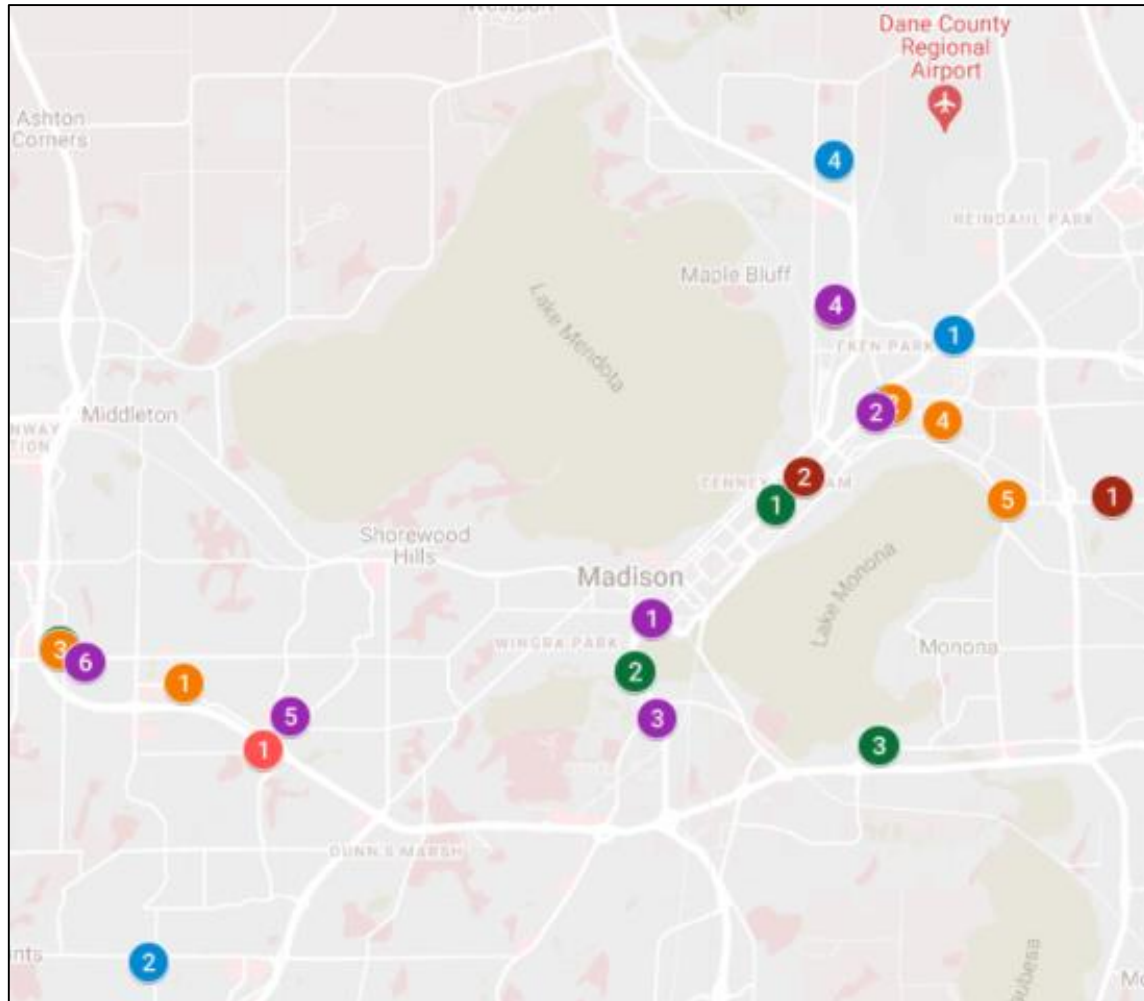 Dane County
Regional
Airport
Ashton
Corners
4
REINDAHL PARK
Maple Bluff
4
1
Lake Mendota
Middleton
2
4
2
1
5
1
Shorewood
Hills
Madison
Lake Monona
1
WINGRA PARK
Monona
3
6
2
1
5
3
1
3
DUNN'S MARSH
2